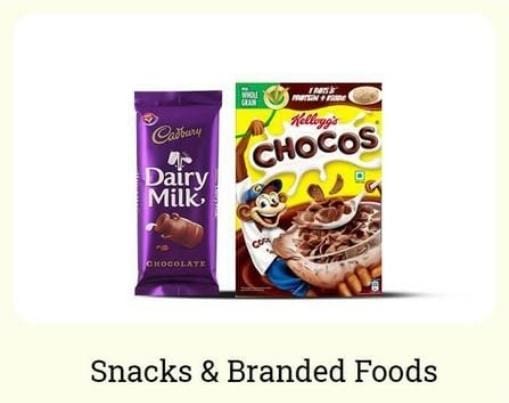 Cadbury
Dairy
Milk
CHOCOLATE
WHOLE
GRAIN
Kellogg's
CHOCOS
Snacks & Branded Foods